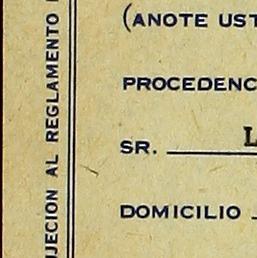 (ANOTE UST
PROCEDENC
SR. L
DOMICILIO
JECION AL REGLAMENTO